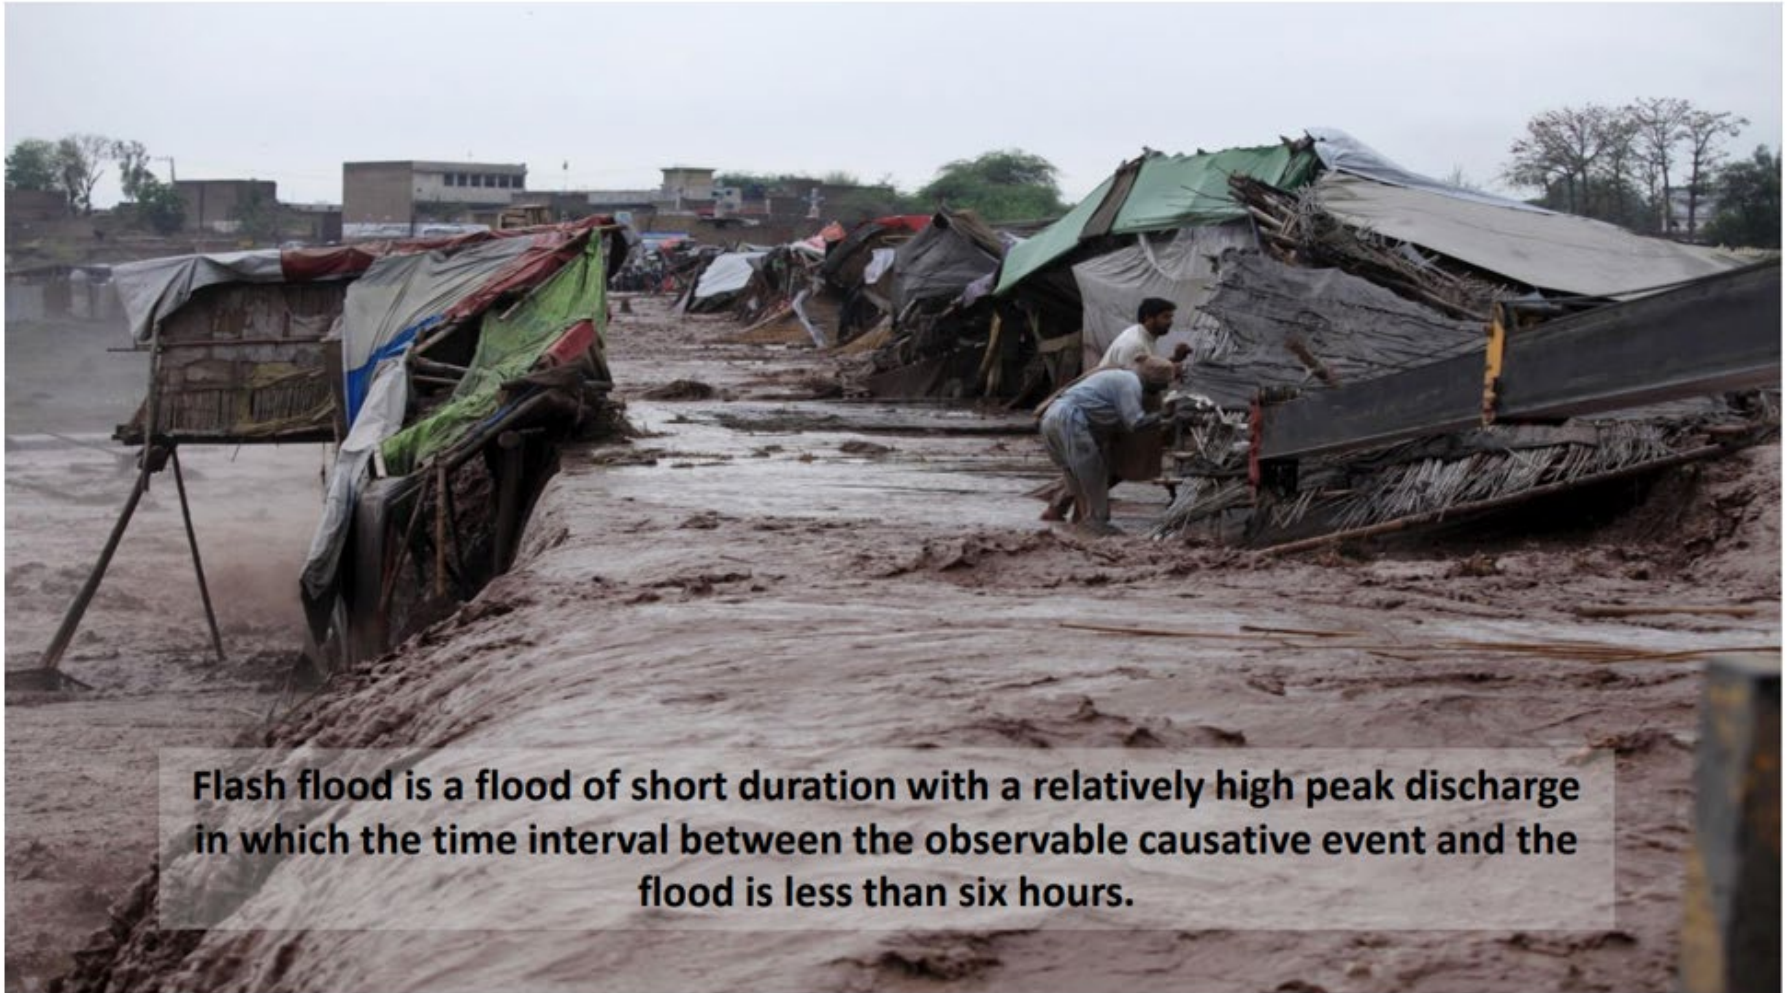 Flash flood is a flood of short duration with a relatively high peak discharge
in which the time interval between the observable causative event and the
flood is less than six hours.